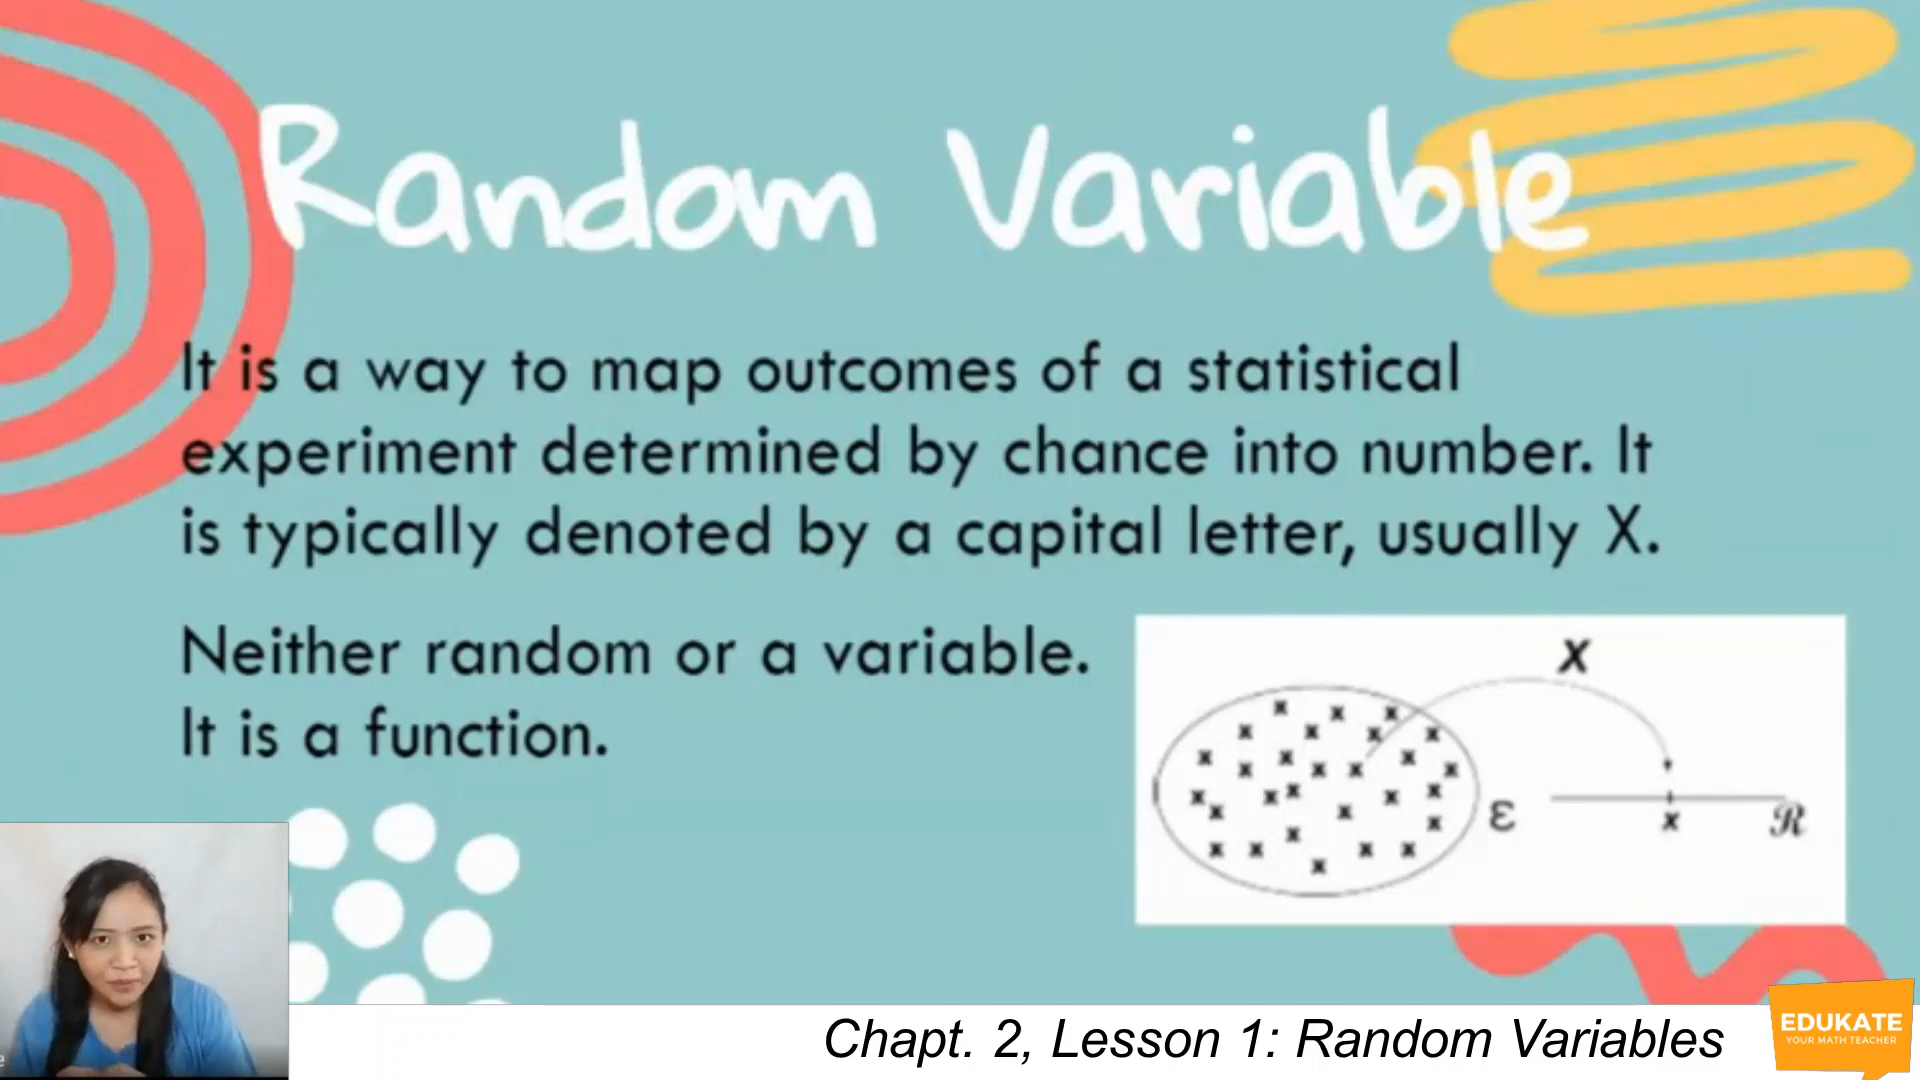 Random Variable
It is a way to map outcomes of a statistical
experiment determined by chance into number. It
is typically denoted by a capital letter, usually X.
Neither random or a variable.
It is a function.
X
ε
x
ℛ
Chapt. 2, Lesson 1: Random Variables
EDUKATE
YOUR MATH TEACHER